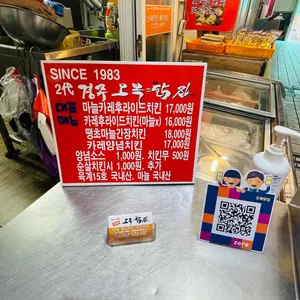 SINCE 1983
2代 경주 上목탉집
대표
메뉴
마늘카레후라이드치킨 17,000원
카레후라이드치킨(마늘x) 16,000원
땡초마늘간장치킨 18,000원
카레양념치킨 17,000원
양념소스 1,000원, 치킨무 500원
순살치킨시 1,000원, 추가
육계15호 국내산, 마늘 국내산
zero